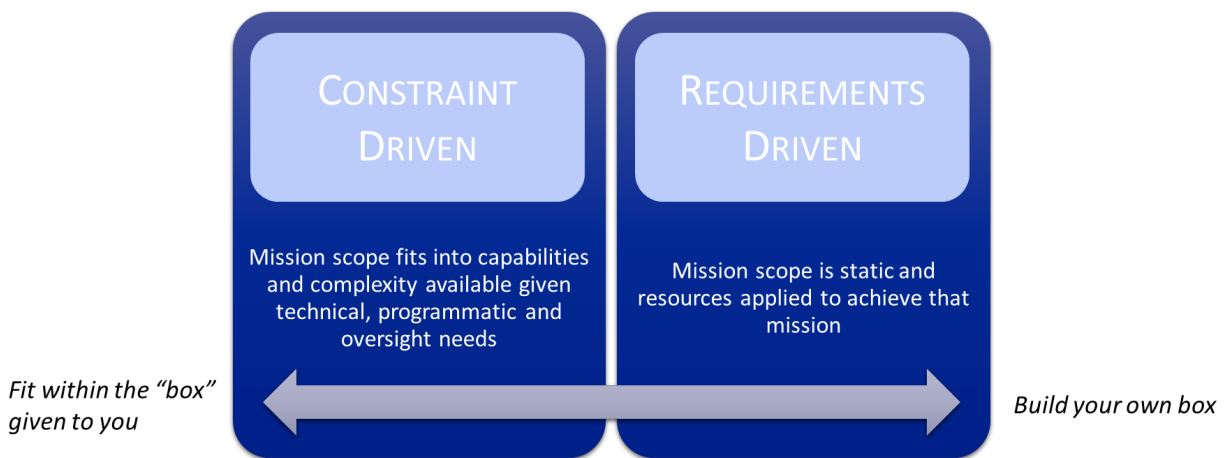 CONSTRAINT
DRIVEN
Mission scope fits into capabilities
and complexity available given
technical, programmatic and
oversight needs
REQUIREMENTS
DRIVEN
Mission scope is static and
resources applied to achieve that
mission
Fit within the “box”
given to you
Build your own box